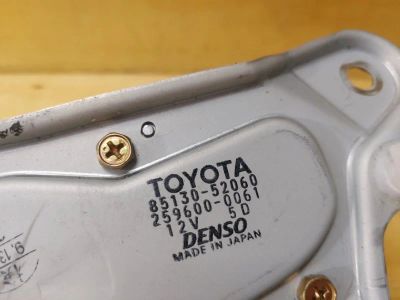 TOYOTA
85130-52060
259600-0061
12V 5D
DENSO
MADE IN JAPAN